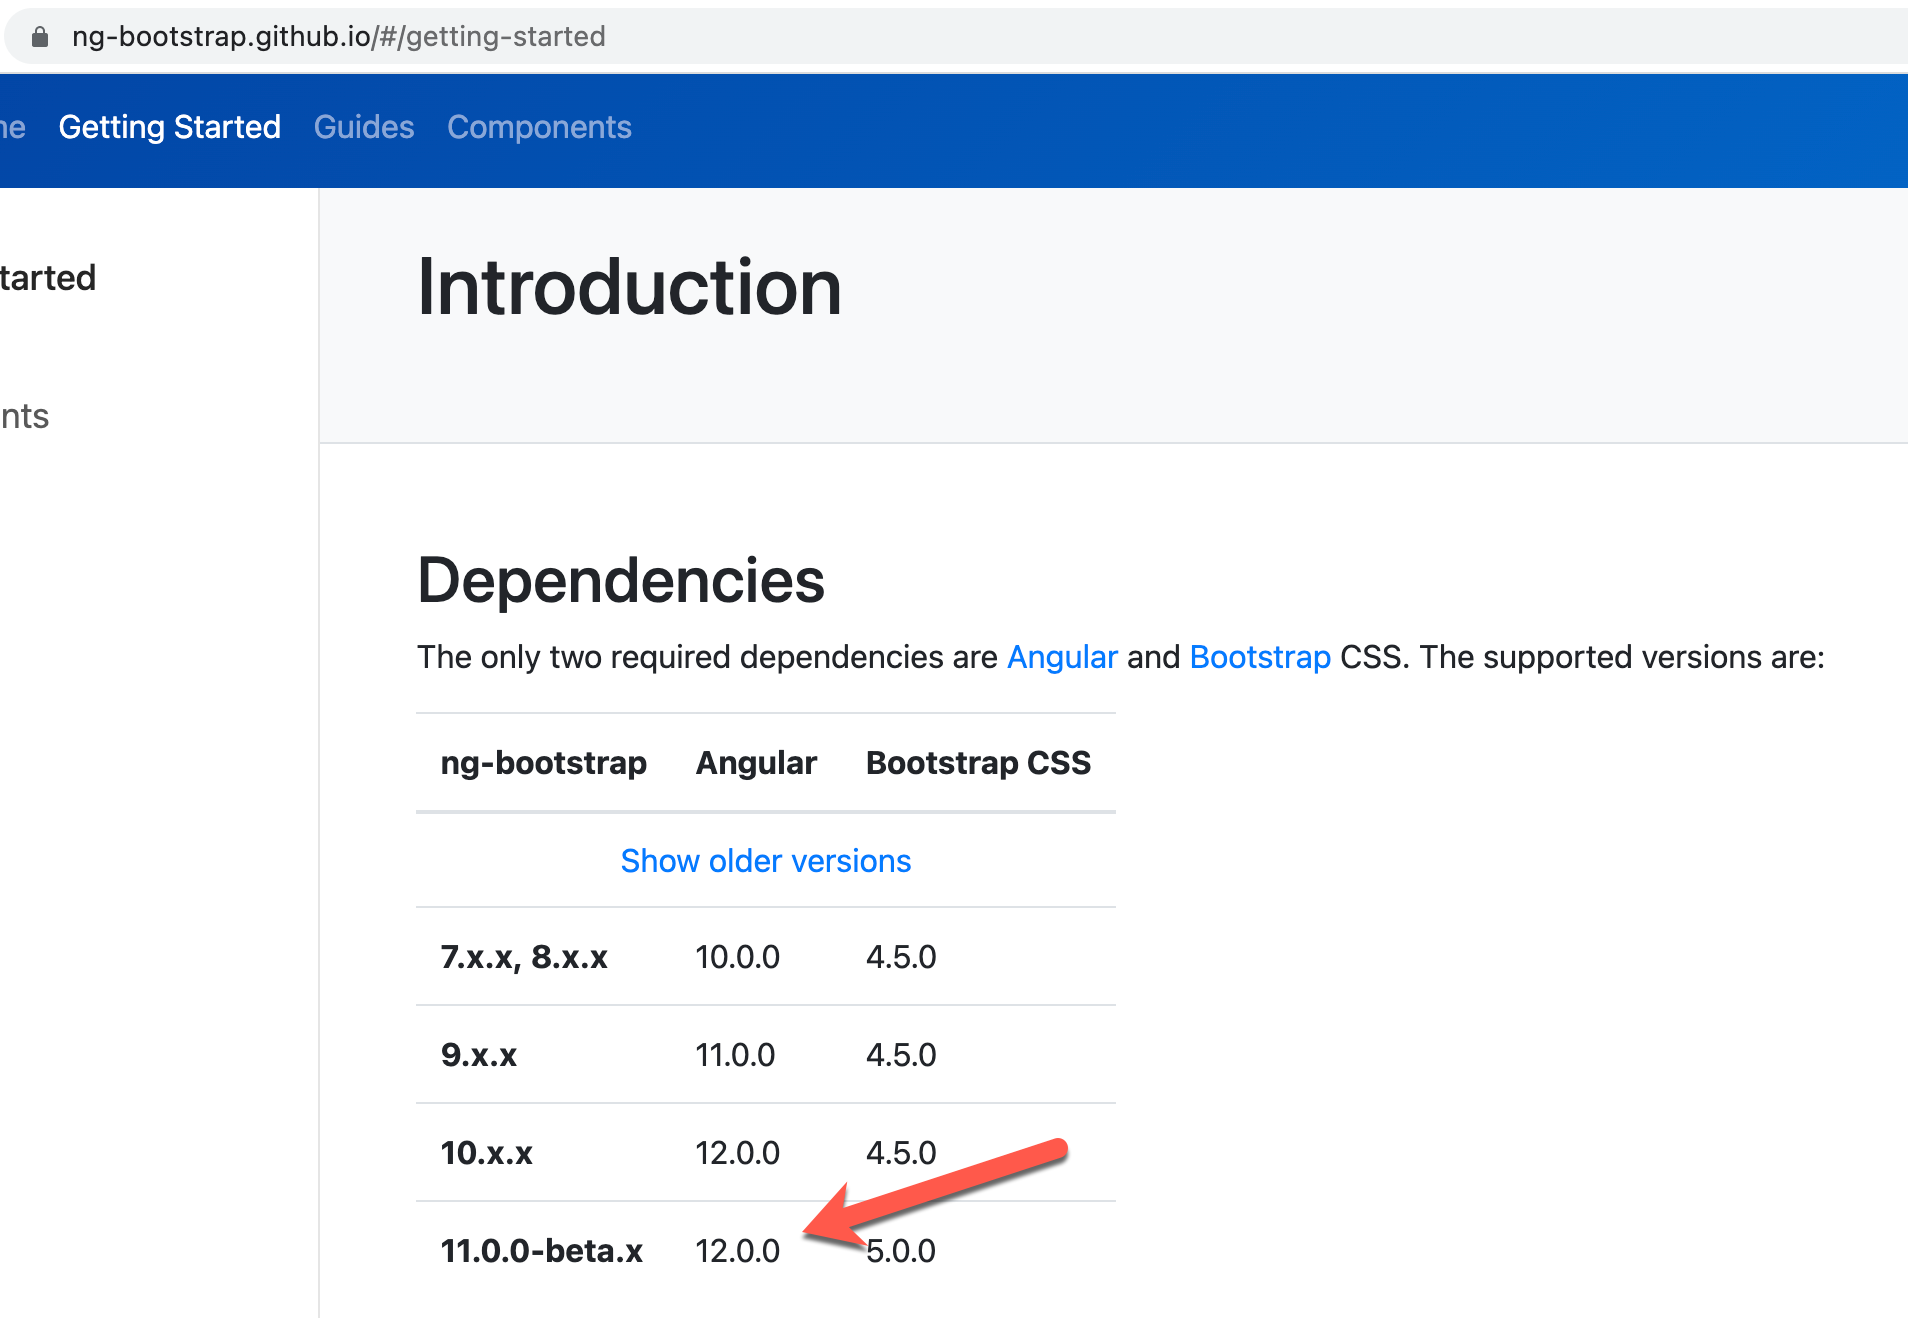 ng-bootstrap.github.io/#/getting-started
ne Getting Started Guides Components
tarted
nts
Introduction
Dependencies
The only two required dependencies are Angular and Bootstrap CSS. The supported versions are:
ng-bootstrap Angular Bootstrap CSS
Show older versions
7.x.x, 8.x.x 10.0.0 4.5.0
9.x.x 11.0.0 4.5.0
10.x.x 12.0.0 4.5.0
11.0.0-beta.x 12.0.0 5.0.0